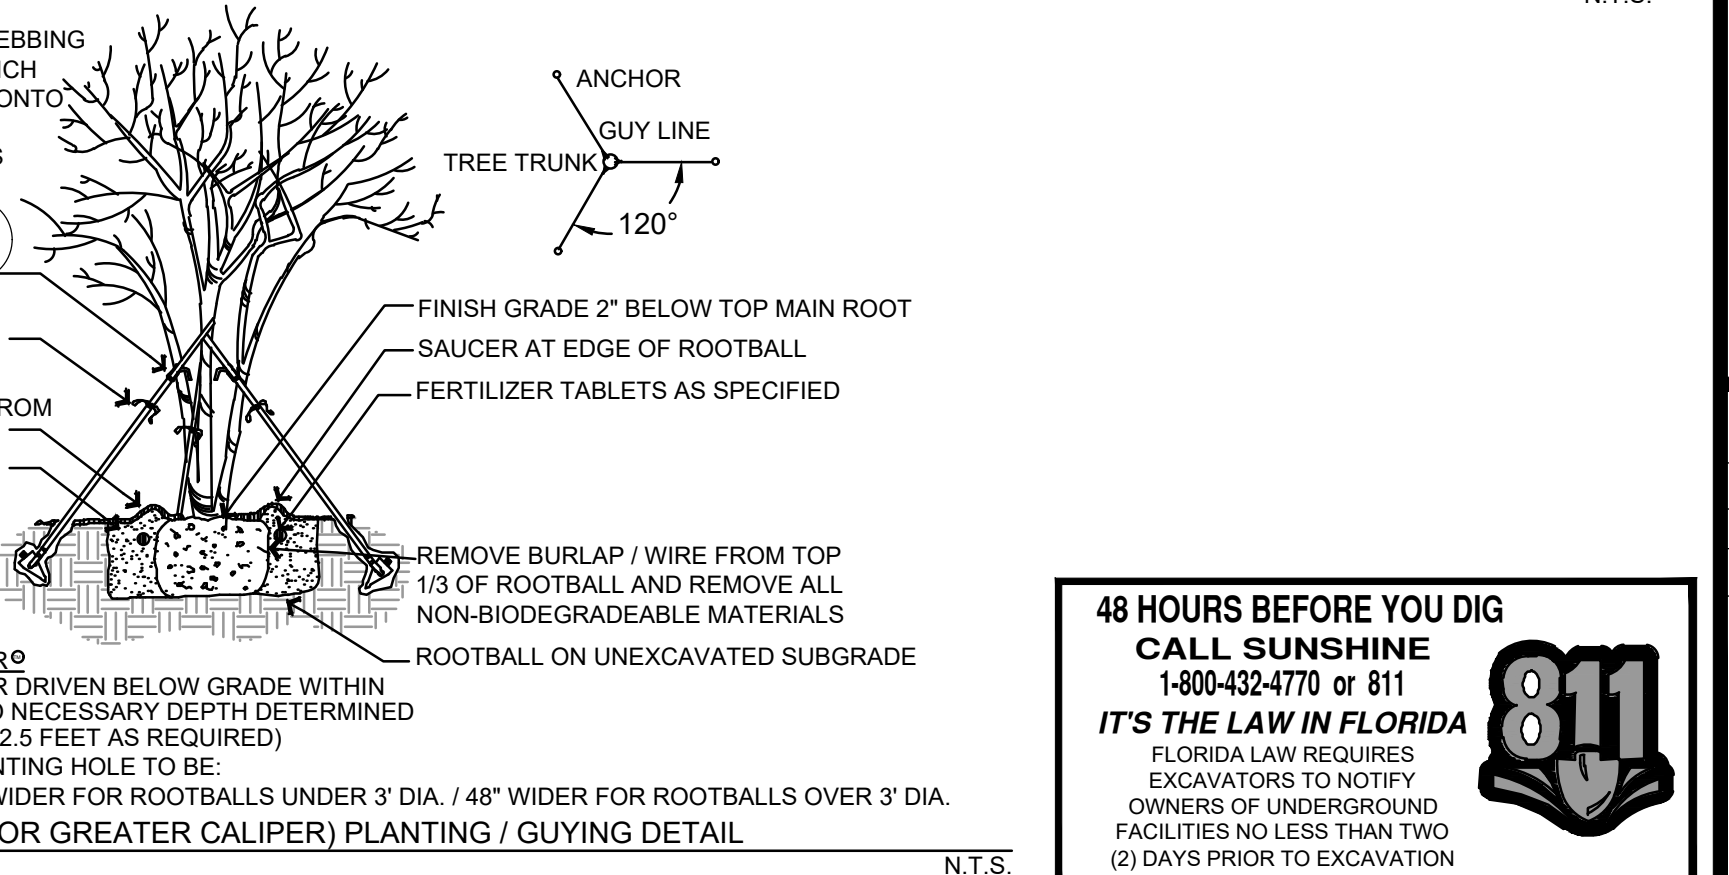 N.T.S.
EBBING
ICH
ONTO
S
ANCHOR
GUY LINE
TREE TRUNK
120°
FINISH GRADE 2" BELOW TOP MAIN ROOT
SAUCER AT EDGE OF ROOTBALL
FERTILIZER TABLETS AS SPECIFIED
ROM
REMOVE BURLAP / WIRE FROM TOP
1/3 OF ROOTBALL AND REMOVE ALL
NON-BIODEGRADEABLE MATERIALS
ROOTBALL ON UNEXCAVATED SUBGRADE
R DRIVEN BELOW GRADE WITHIN
O NECESSARY DEPTH DETERMINED
2.5 FEET AS REQUIRED)
NTING HOLE TO BE:
WIDER FOR ROOTBALLS UNDER 3' DIA. / 48" WIDER FOR ROOTBALLS OVER 3' DIA.
OR GREATER CALIPER) PLANTING / GUYING DETAIL
N.T.S.
48 HOURS BEFORE YOU DIG
CALL SUNSHINE
1-800-432-4770 or 811
IT'S THE LAW IN FLORIDA
FLORIDA LAW REQUIRES
EXCAVATORS TO NOTIFY
OWNERS OF UNDERGROUND
FACILITIES NO LESS THAN TWO
(2) DAYS PRIOR TO EXCAVATION
811